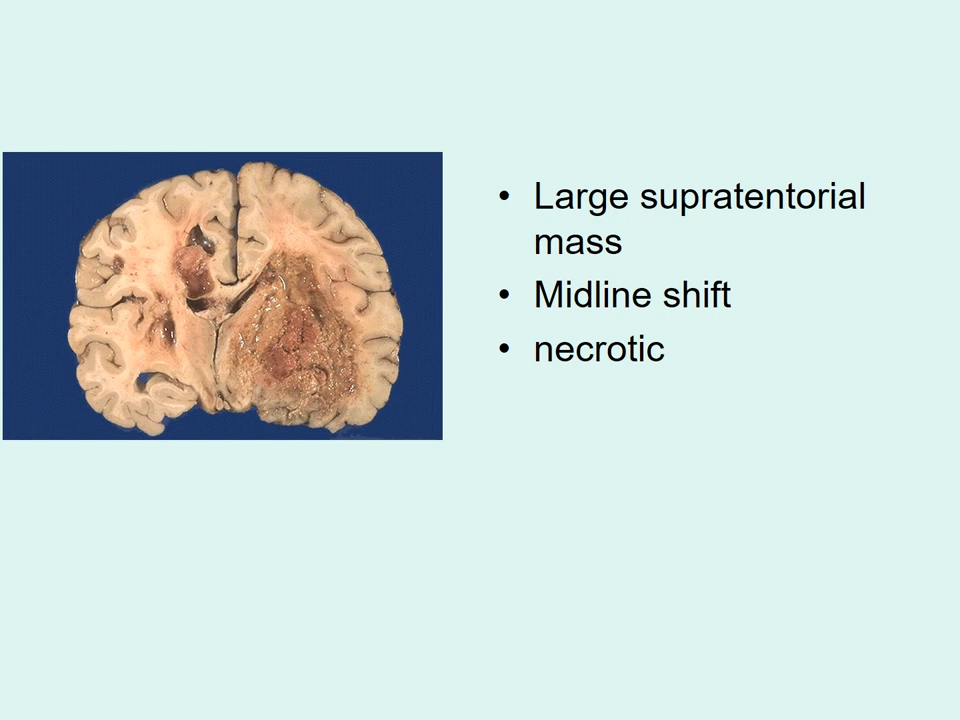 • Large supratentorial
mass
• Midline shift
• necrotic